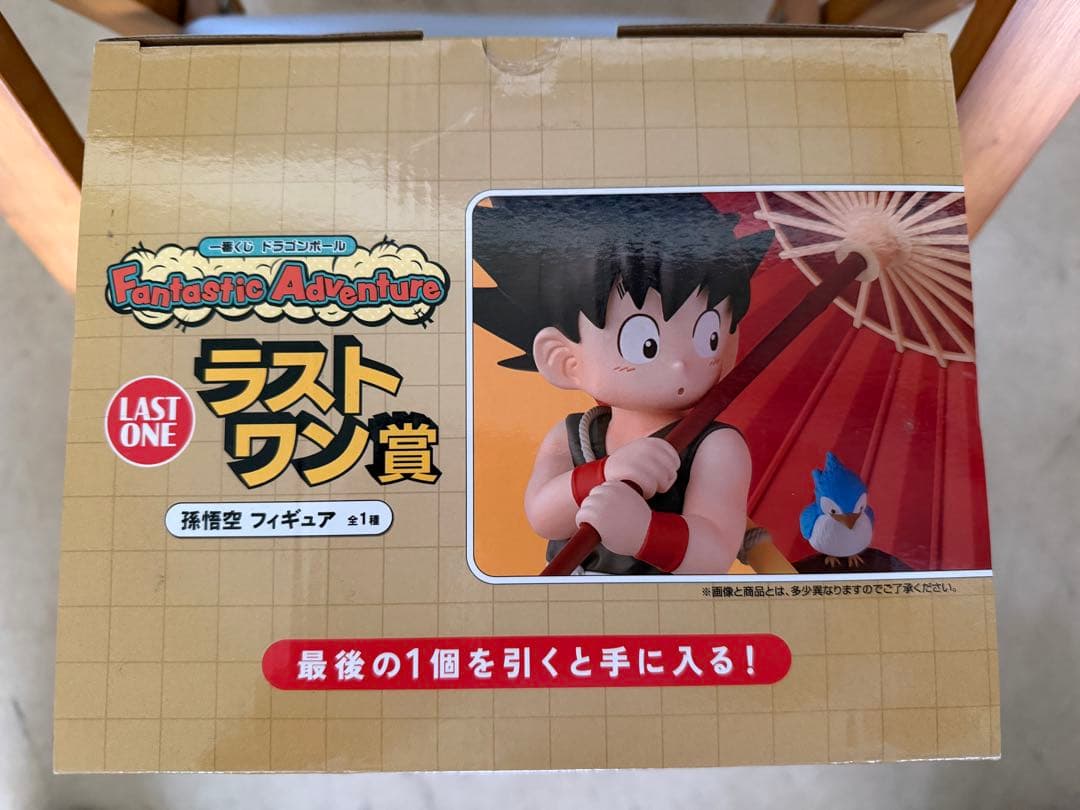 一番くじ ドラゴンボール
Fantastic Adventure
LAST
ONE
ラスト
ワン賞
孫悟空 フィギュア 全1種
※画像と商品とは、多少異なりますのでご了承ください。
最後の1個を引くと手に入る!